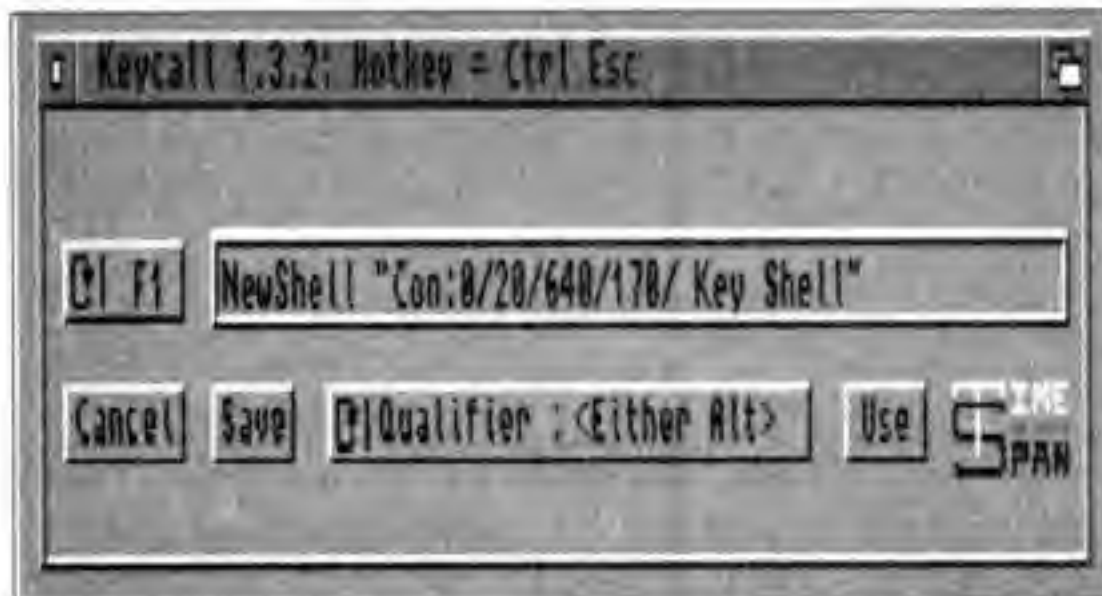 Keycall 1.3.2: Hotkey = Ctrl Esc
F1
NewShell "Con:0/20/640/170/ Key Shell"
Cancel
Save
Qualifier : <Either Alt>
Use
TIME
SPAN